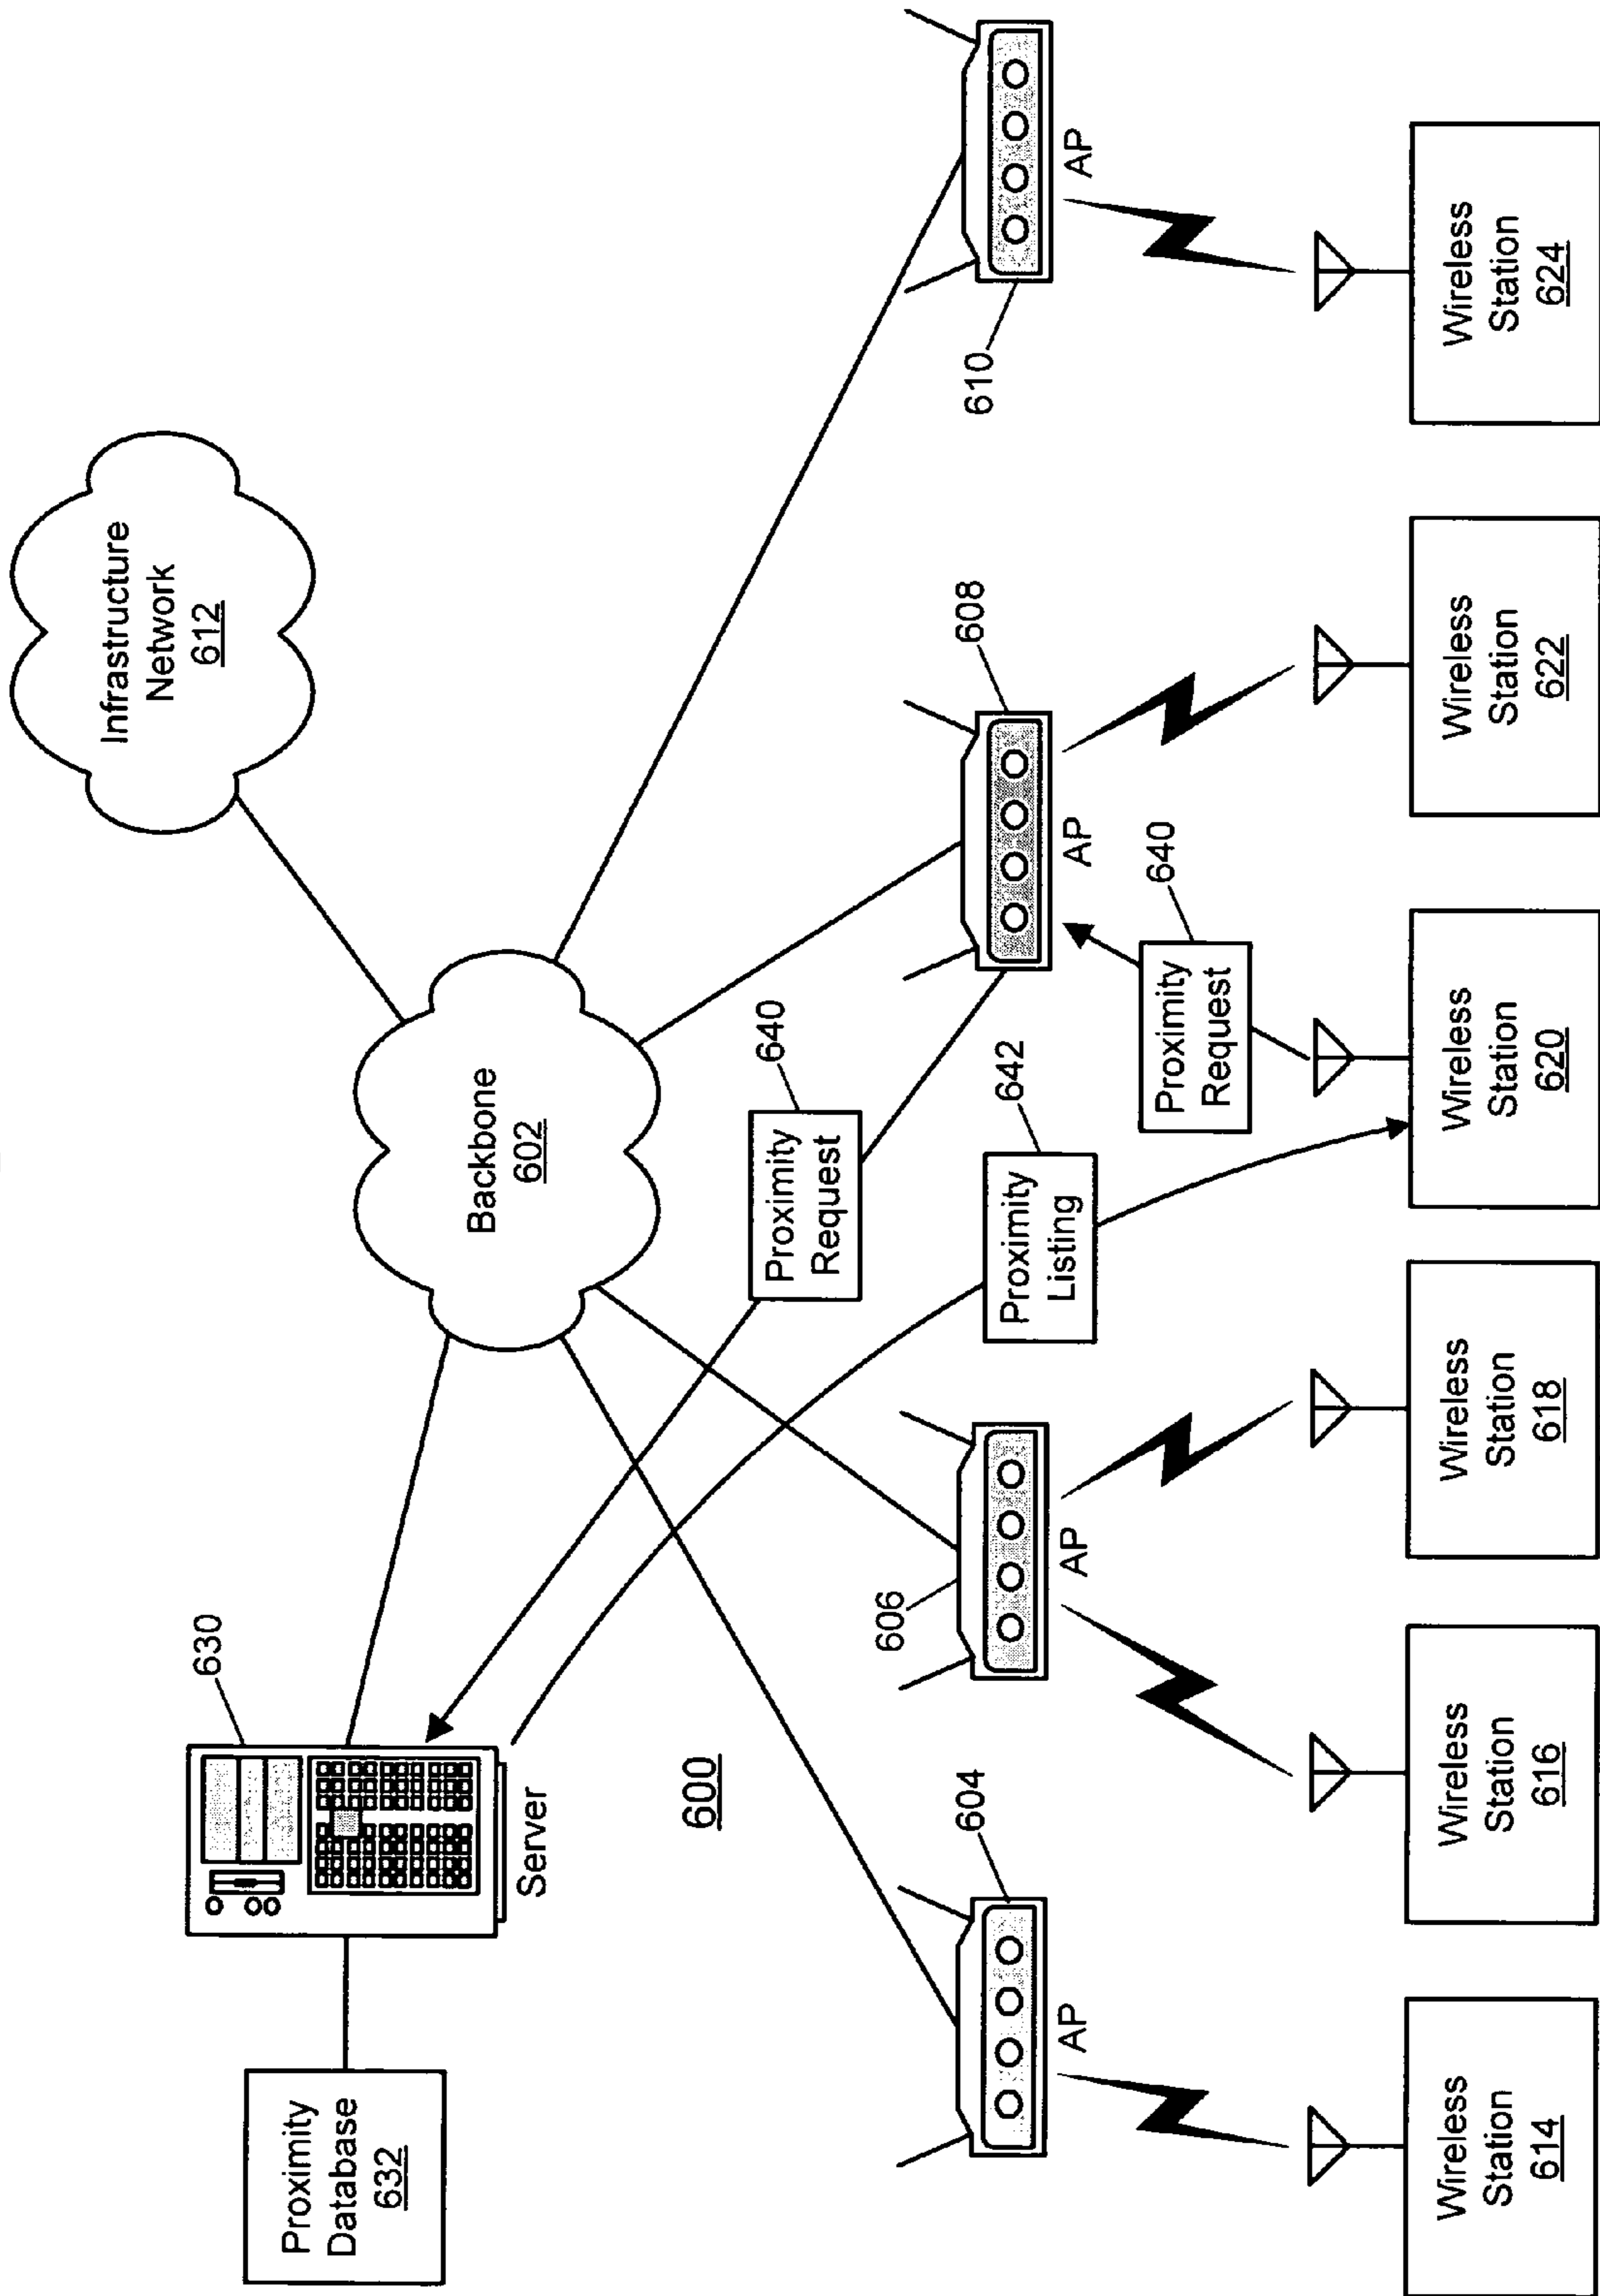 Infrastructure
Network
612
Backbone
602
630
Server
Proximity
Database
632
600
Proximity
Request
640
Proximity
Listing
642
604
AP
606
AP
608
AP
610
AP
Proximity
Request
640
Wireless
Station
614
Wireless
Station
616
Wireless
Station
618
Wireless
Station
620
Wireless
Station
622
Wireless
Station
624